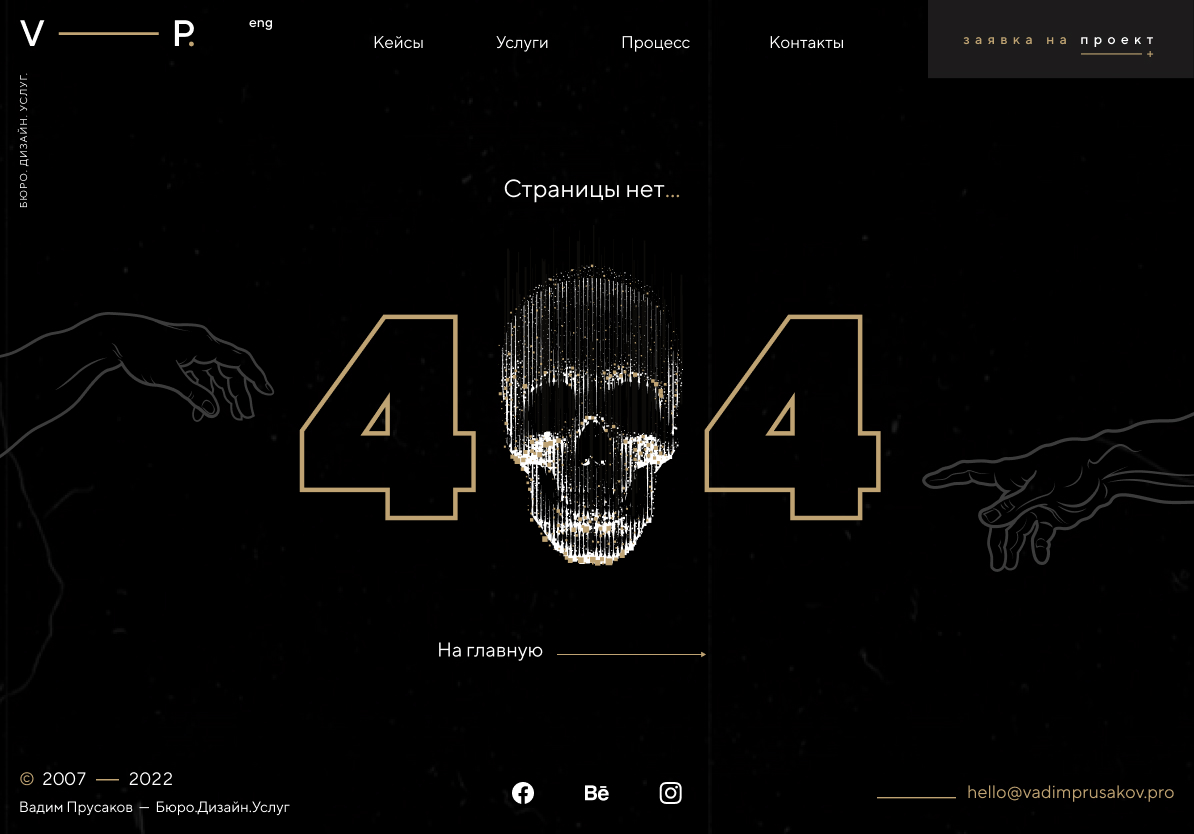 V P.
eng
Кейсы
Услуги
Процесс
Контакты
заявка на проект
БЮРО. ДИЗАЙН. УСЛУГ.
Страницы нет...
4 4
На главную
© 2007 — 2022
Вадим Прусаков — Бюро.Дизайн.Услуг
Bē
hello@vadimprusakov.pro